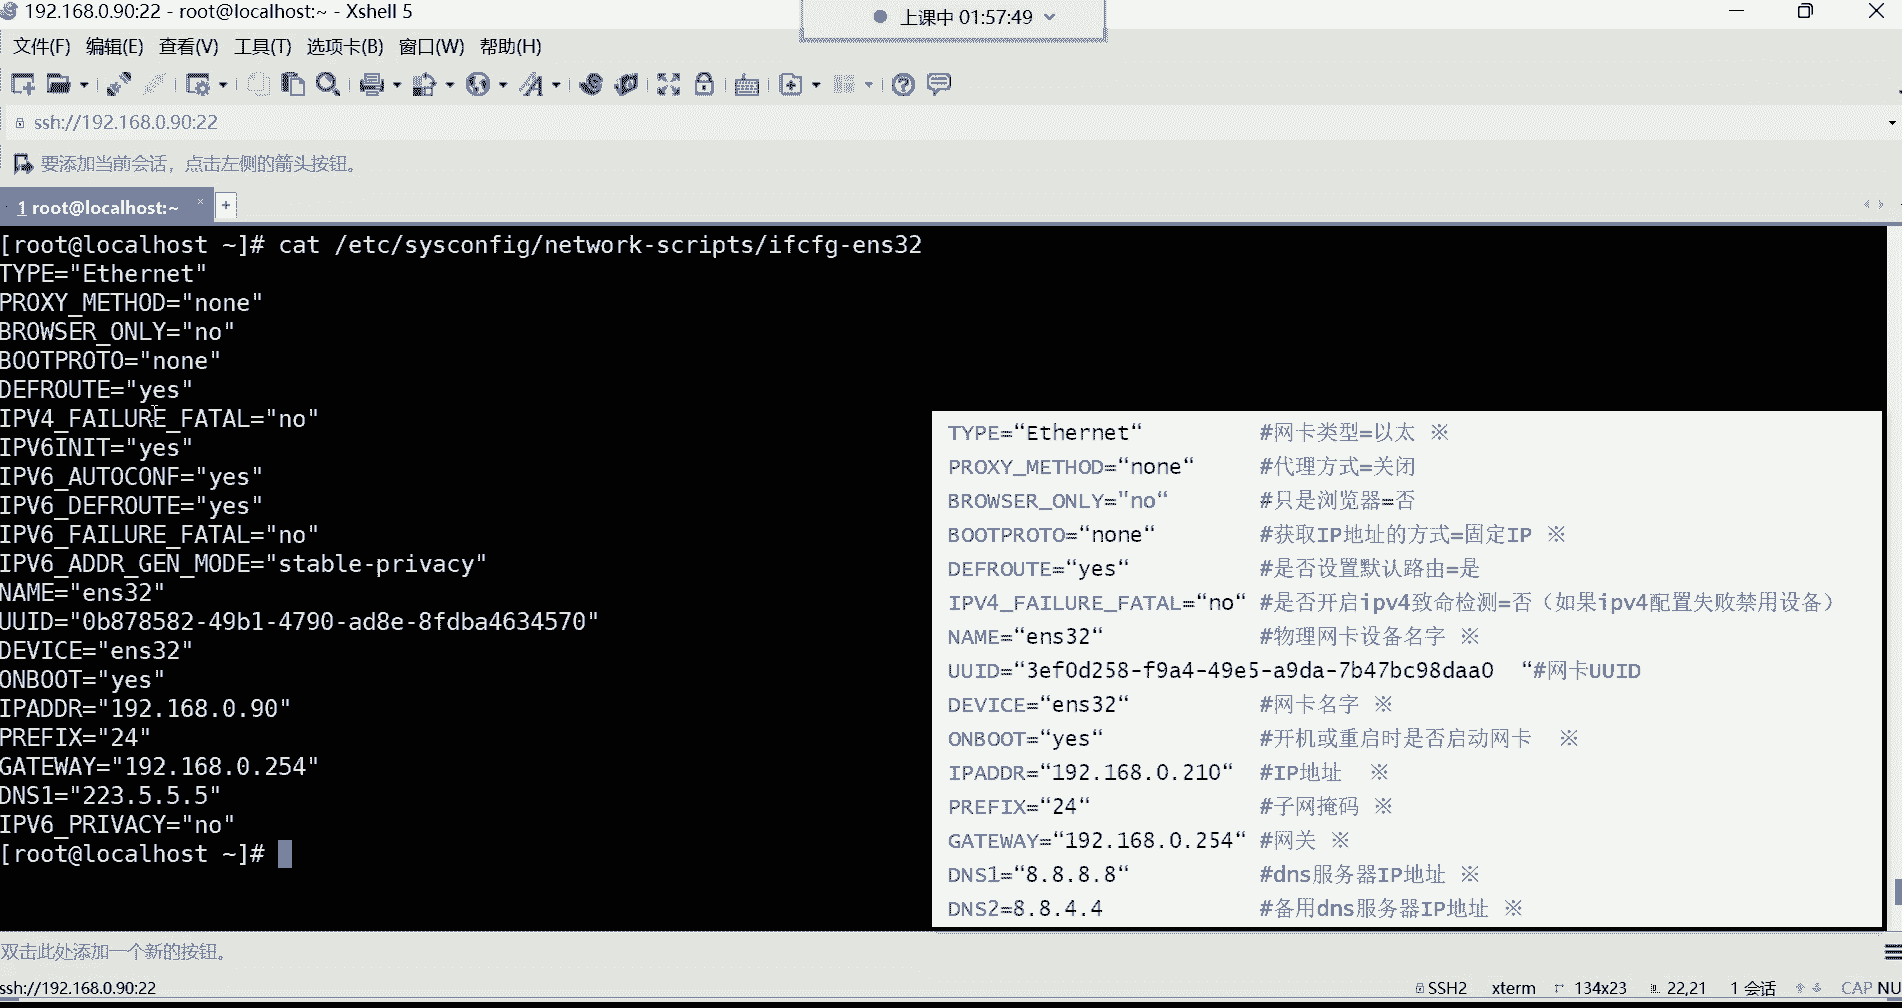 192.168.0.90:22 - root@localhost:~ - Xshell 5
上课中 01:57:49
文件(F) 编辑(E) 查看(V) 工具(T) 选项卡(B) 窗口(W) 帮助(H)
ssh://192.168.0.90:22
要添加当前会话，点击左侧的箭头按钮。
1 root@localhost:~ × +
[root@localhost ~]# cat /etc/sysconfig/network-scripts/ifcfg-ens32
TYPE="Ethernet"
PROXY_METHOD="none"
BROWSER_ONLY="no"
BOOTPROTO="none"
DEFROUTE="yes"
IPV4_FAILURE_FATAL="no"
IPV6INIT="yes"
IPV6_AUTOCONF="yes"
IPV6_DEFROUTE="yes"
IPV6_FAILURE_FATAL="no"
IPV6_ADDR_GEN_MODE="stable-privacy"
NAME="ens32"
UUID="0b878582-49b1-4790-ad8e-8fdba4634570"
DEVICE="ens32"
ONBOOT="yes"
IPADDR="192.168.0.90"
PREFIX="24"
GATEWAY="192.168.0.254"
DNS1="223.5.5.5"
IPV6_PRIVACY="no"
[root@localhost ~]#
TYPE=“Ethernet“ #网卡类型=以太 ※
PROXY_METHOD=“none“ #代理方式=关闭
BROWSER_ONLY="no“ #只是浏览器=否
BOOTPROTO=“none“ #获取IP地址的方式=固定IP ※
DEFROUTE=“yes“ #是否设置默认路由=是
IPV4_FAILURE_FATAL=“no“ #是否开启ipv4致命检测=否（如果ipv4配置失败禁用设备）
NAME=“ens32“ #物理网卡设备名字 ※
UUID=“3ef0d258-f9a4-49e5-a9da-7b47bc98daa0 “#网卡UUID
DEVICE=“ens32“ #网卡名字 ※
ONBOOT=“yes“ #开机或重启时是否启动网卡 ※
IPADDR=“192.168.0.210“ #IP地址 ※
PREFIX=“24“ #子网掩码 ※
GATEWAY=“192.168.0.254“ #网关 ※
DNS1=“8.8.8.8“ #dns服务器IP地址 ※
DNS2=8.8.4.4 #备用dns服务器IP地址 ※
双击此处添加一个新的按钮。
ssh://192.168.0.90:22 SSH2 xterm 134x23 22,21 1 会话 CAP NU